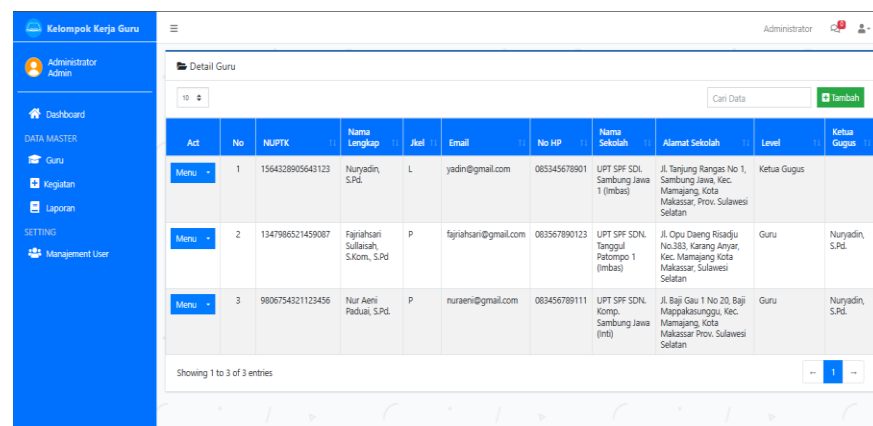 Kelompok Kerja Guru
Administrator
0
Administrator
Admin
Dashboard
DATA MASTER
Guru
Kegiatan
Laporan
SETTING
Manajement User
Detail Guru
10
Cari Data
Tambah
Act No NUPTK Nama Lengkap Jkel Email No HP Nama Sekolah Alamat Sekolah Level Ketua Gugus
Menu 1 1564328905643123 Nuryadin, S.Pd. L yadin@gmail.com 085345678901 UPT SPF SDI. Sambung Jawa 1 (Imbas) Jl. Tanjung Rangas No 1, Sambung Jawa, Kec. Mamajang, Kota Makassar, Prov. Sulawesi Selatan Ketua Gugus
Menu 2 1347986521459087 Fajriahsari Sullaisah, S.Kom., S.Pd P fajriahsari@gmail.com 083567890123 UPT SPF SDN. Tanggul Patompo 1 (Imbas) Jl. Opu Daeng Risadju No.383, Karang Anyar, Kec. Mamajang Kota Makassar, Sulawesi Selatan Guru Nuryadin, S.Pd.
Menu 3 9806754321123456 Nur Aeni Paduai, S.Pd. P nuraeni@gmail.com 083456789111 UPT SPF SDN. Komp. Sambung Jawa (Inti) Jl. Baji Gau 1 No 20, Baji Mappakasunggu, Kec. Mamajang, Kota Makassar Prov. Sulawesi Selatan Guru Nuryadin, S.Pd.
Showing 1 to 3 of 3 entries
← 1 →